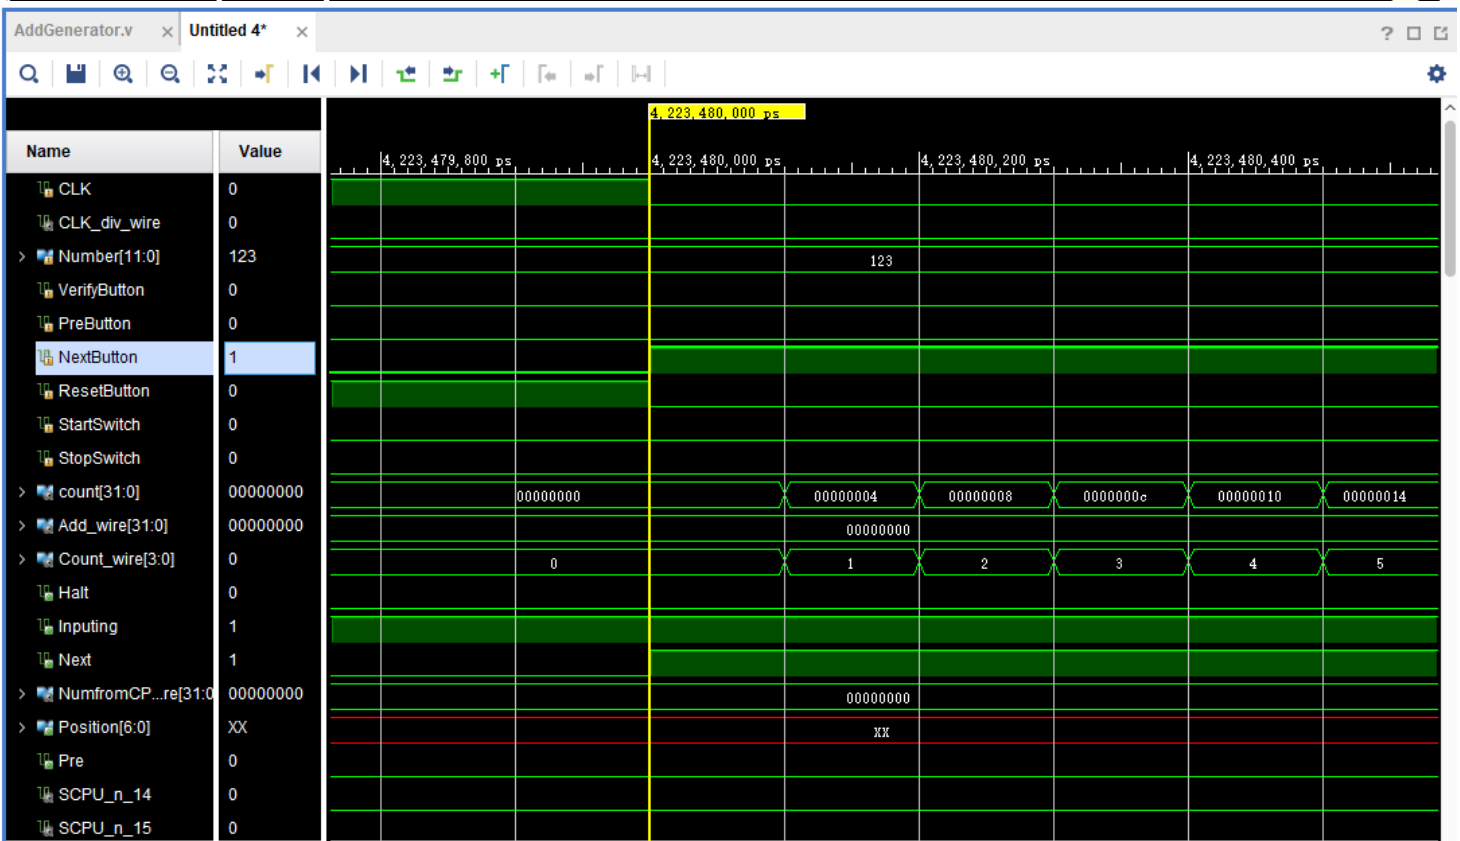 AddGenerator.v × Untitled 4* ×
?
4,223,480,000 ps
Name Value
4,223,479,800 ps 4,223,480,000 ps 4,223,480,200 ps 4,223,480,400 ps
CLK 0
CLK_div_wire 0
Number[11:0] 123 123
VerifyButton 0
PreButton 0
NextButton 1
ResetButton 0
StartSwitch 0
StopSwitch 0
count[31:0] 00000000 00000000 00000004 00000008 0000000c 00000010 00000014
Add_wire[31:0] 00000000 00000000
Count_wire[3:0] 0 0 1 2 3 4 5
Halt 0
Inputing 1
Next 1
NumfromCP...re[31:0 00000000 00000000
Position[6:0] XX XX
Pre 0
SCPU_n_14 0
SCPU_n_15 0